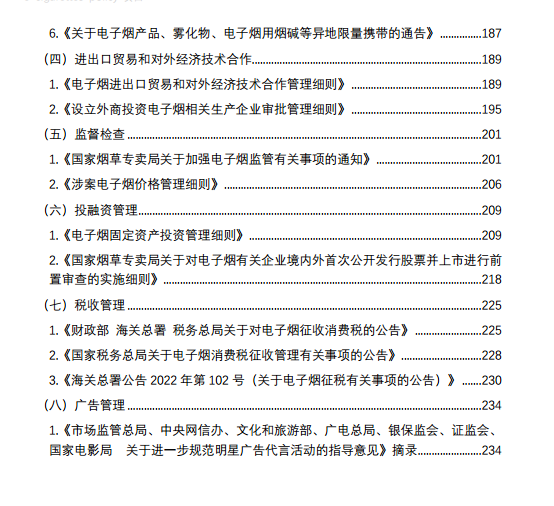 6.《关于电子烟产品、雾化物、电子烟用烟碱等异地限量携带的通告》..............187
（四）进出口贸易和对外经济技术合作..............189
1.《电子烟进出口贸易和对外经济技术合作管理细则》..............189
2.《设立外商投资电子烟相关生产企业审批管理细则》..............195
（五）监督检查..............201
1.《国家烟草专卖局关于加强电子烟监管有关事项的通知》..............201
2.《涉案电子烟价格管理细则》..............206
（六）投融资管理..............209
1.《电子烟固定资产投资管理细则》..............209
2.《国家烟草专卖局关于对电子烟有关企业境内外首次公开发行股票并上市进行前
置审查的实施细则》..............218
（七）税收管理..............225
1.《财政部 海关总署 税务总局关于对电子烟征收消费税的公告》..............225
2.《国家税务总局关于电子烟消费税征收管理有关事项的公告》..............228
3.《海关总署公告 2022 年第 102 号（关于电子烟征税有关事项的公告）》.......230
（八）广告管理..............234
1.《市场监管总局、中央网信办、文化和旅游部、广电总局、银保监会、证监会、
国家电影局 关于进一步规范明星广告代言活动的指导意见》摘录..............234